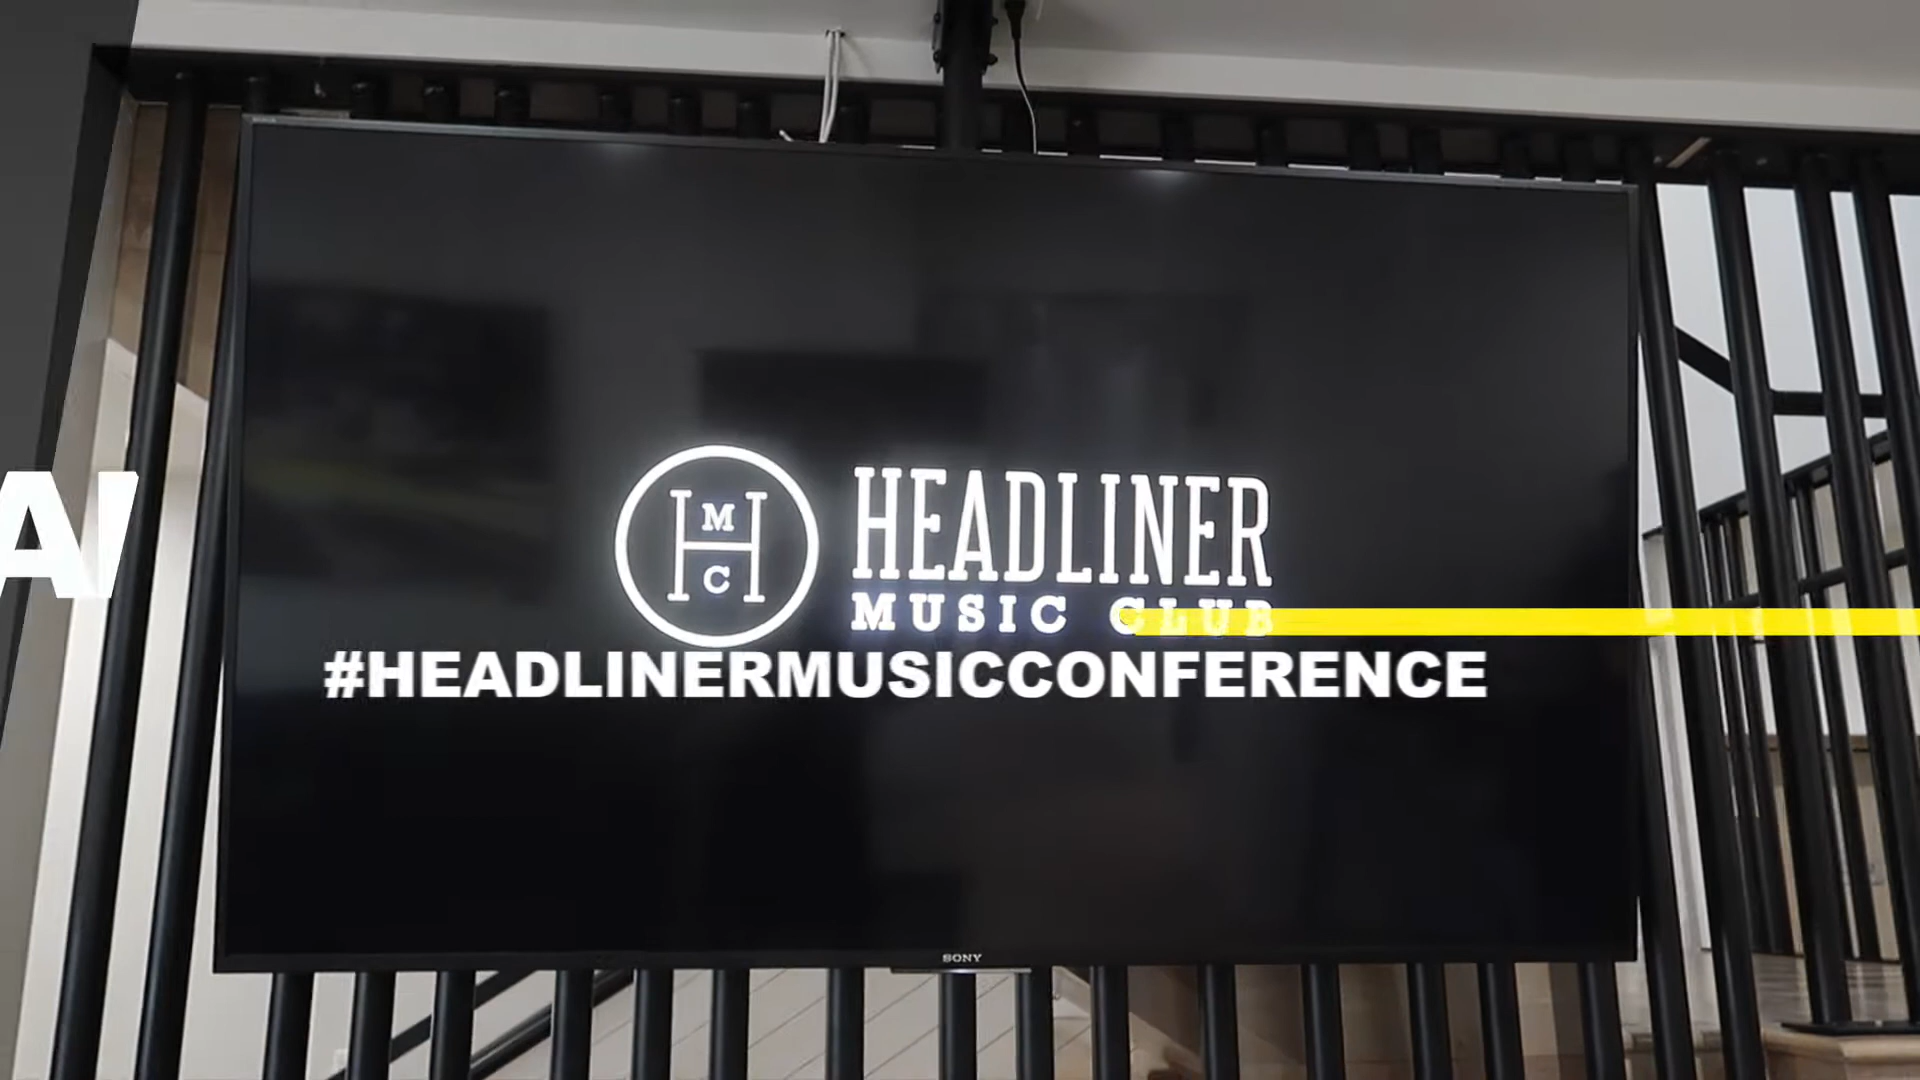 M
H
C
HEADLINER
MUSIC CLUB
#HEADLINERMUSICCONFERENCE
SONY